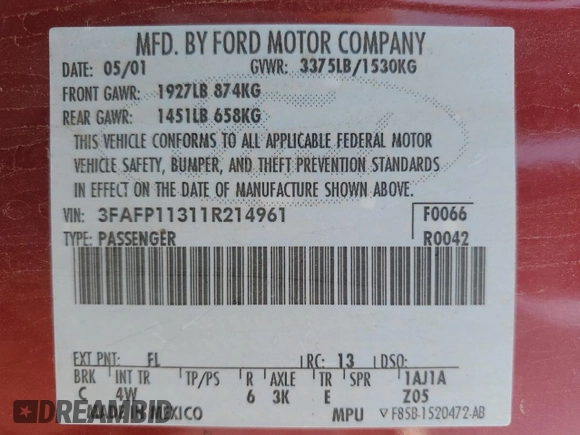 MFD. BY FORD MOTOR COMPANY
DATE: 05/01 GVWR: 3375LB/1530KG
FRONT GAWR: 1927LB 874KG
REAR GAWR: 1451LB 658KG
THIS VEHICLE CONFORMS TO ALL APPLICABLE FEDERAL MOTOR
VEHICLE SAFETY, BUMPER, AND THEFT PREVENTION STANDARDS
IN EFFECT ON THE DATE OF MANUFACTURE SHOWN ABOVE.
VIN: 3FAFP11311R214961 F0066
TYPE: PASSENGER R0042
EXT PNT: FL RC: 13 DSO:
BRK INT TR TP/PS R AXLE TR SPR 1AJ1A
C 4W 6 3K E Z05
MADE IN MEXICO MPU F85B-1520472-AB
DREAMBID